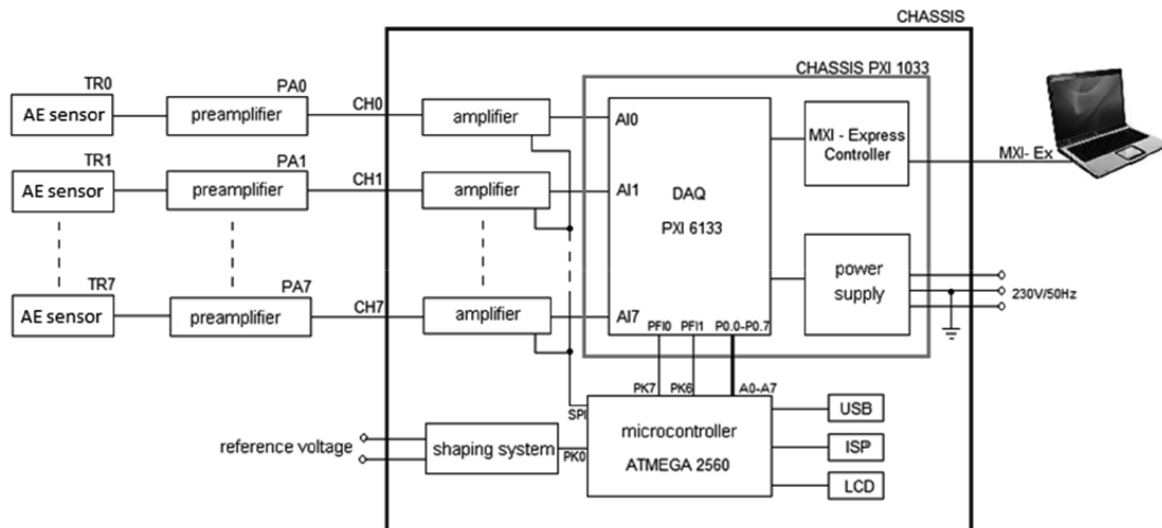 CHASSIS
CHASSIS PXI 1033
TR0
PA0
CH0
AE sensor
preamplifier
amplifier
AI0
MXI - Express
Controller
MXI- Ex
TR1
PA1
CH1
AE sensor
preamplifier
amplifier
AI1
DAQ
PXI 6133
TR7
PA7
CH7
AE sensor
preamplifier
amplifier
AI7
power
supply
230V/50Hz
PFI0
PFI1
P0.0-P0.7
PK7
PK6
A0-A7
SPI
reference voltage
shaping system
PK0
microcontroller
ATMEGA 2560
USB
ISP
LCD